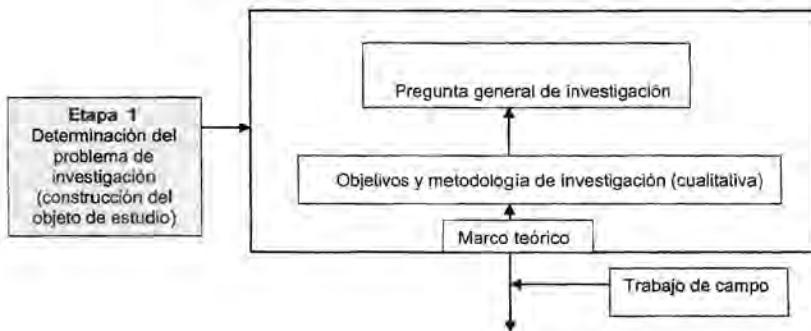 Etapa 1
Determinación del
problema de
investigación
(construcción del
objeto de estudio)
Pregunta general de investigación
Objetivos y metodología de investigación (cualitativa)
Marco teórico
Trabajo de campo